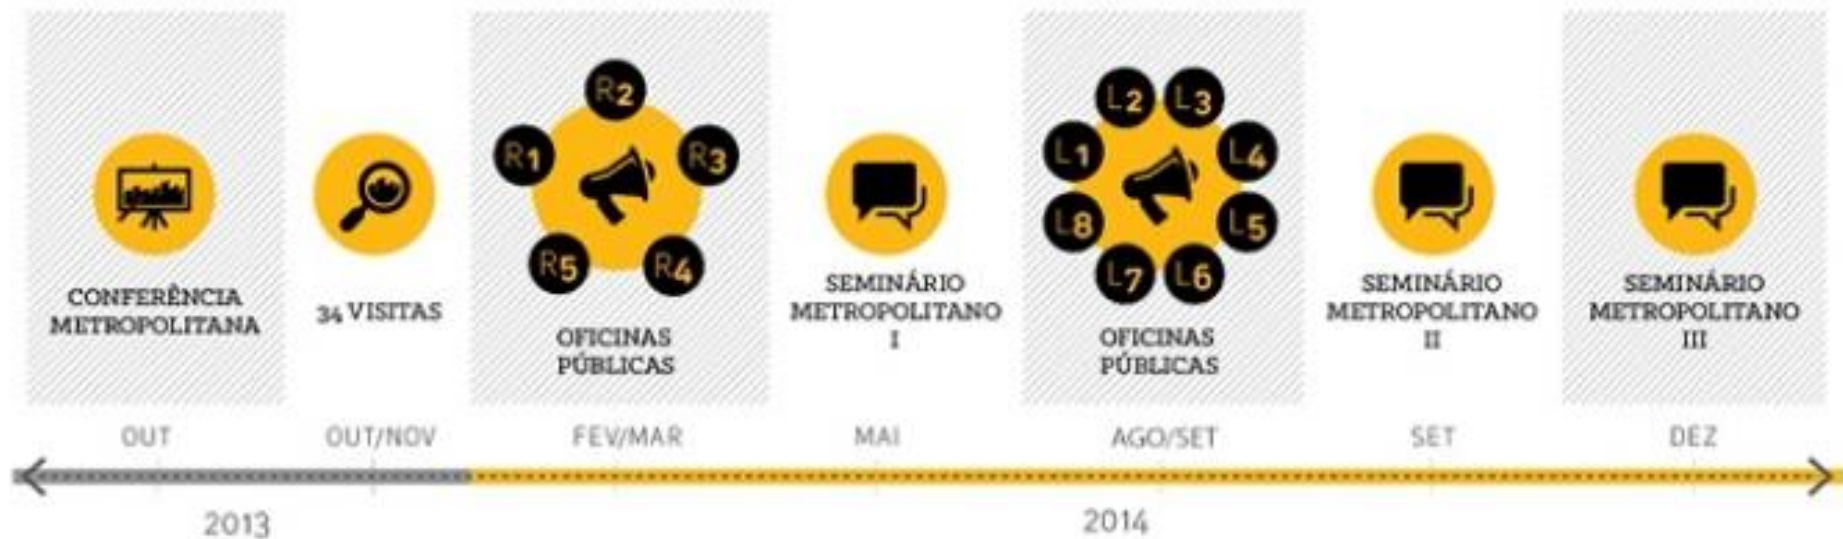 R2
R1
R3
R5
R4
L2
L3
L1
L4
L8
L5
L7
L6
CONFERÊNCIA
METROPOLITANA
34 VISITAS
OFICINAS
PÚBLICAS
SEMINÁRIO
METROPOLITANO
I
OFICINAS
PÚBLICAS
SEMINÁRIO
METROPOLITANO
II
SEMINÁRIO
METROPOLITANO
III
OUT
OUT/NOV
FEV/MAR
MAI
AGO/SET
SET
DEZ
2013
2014